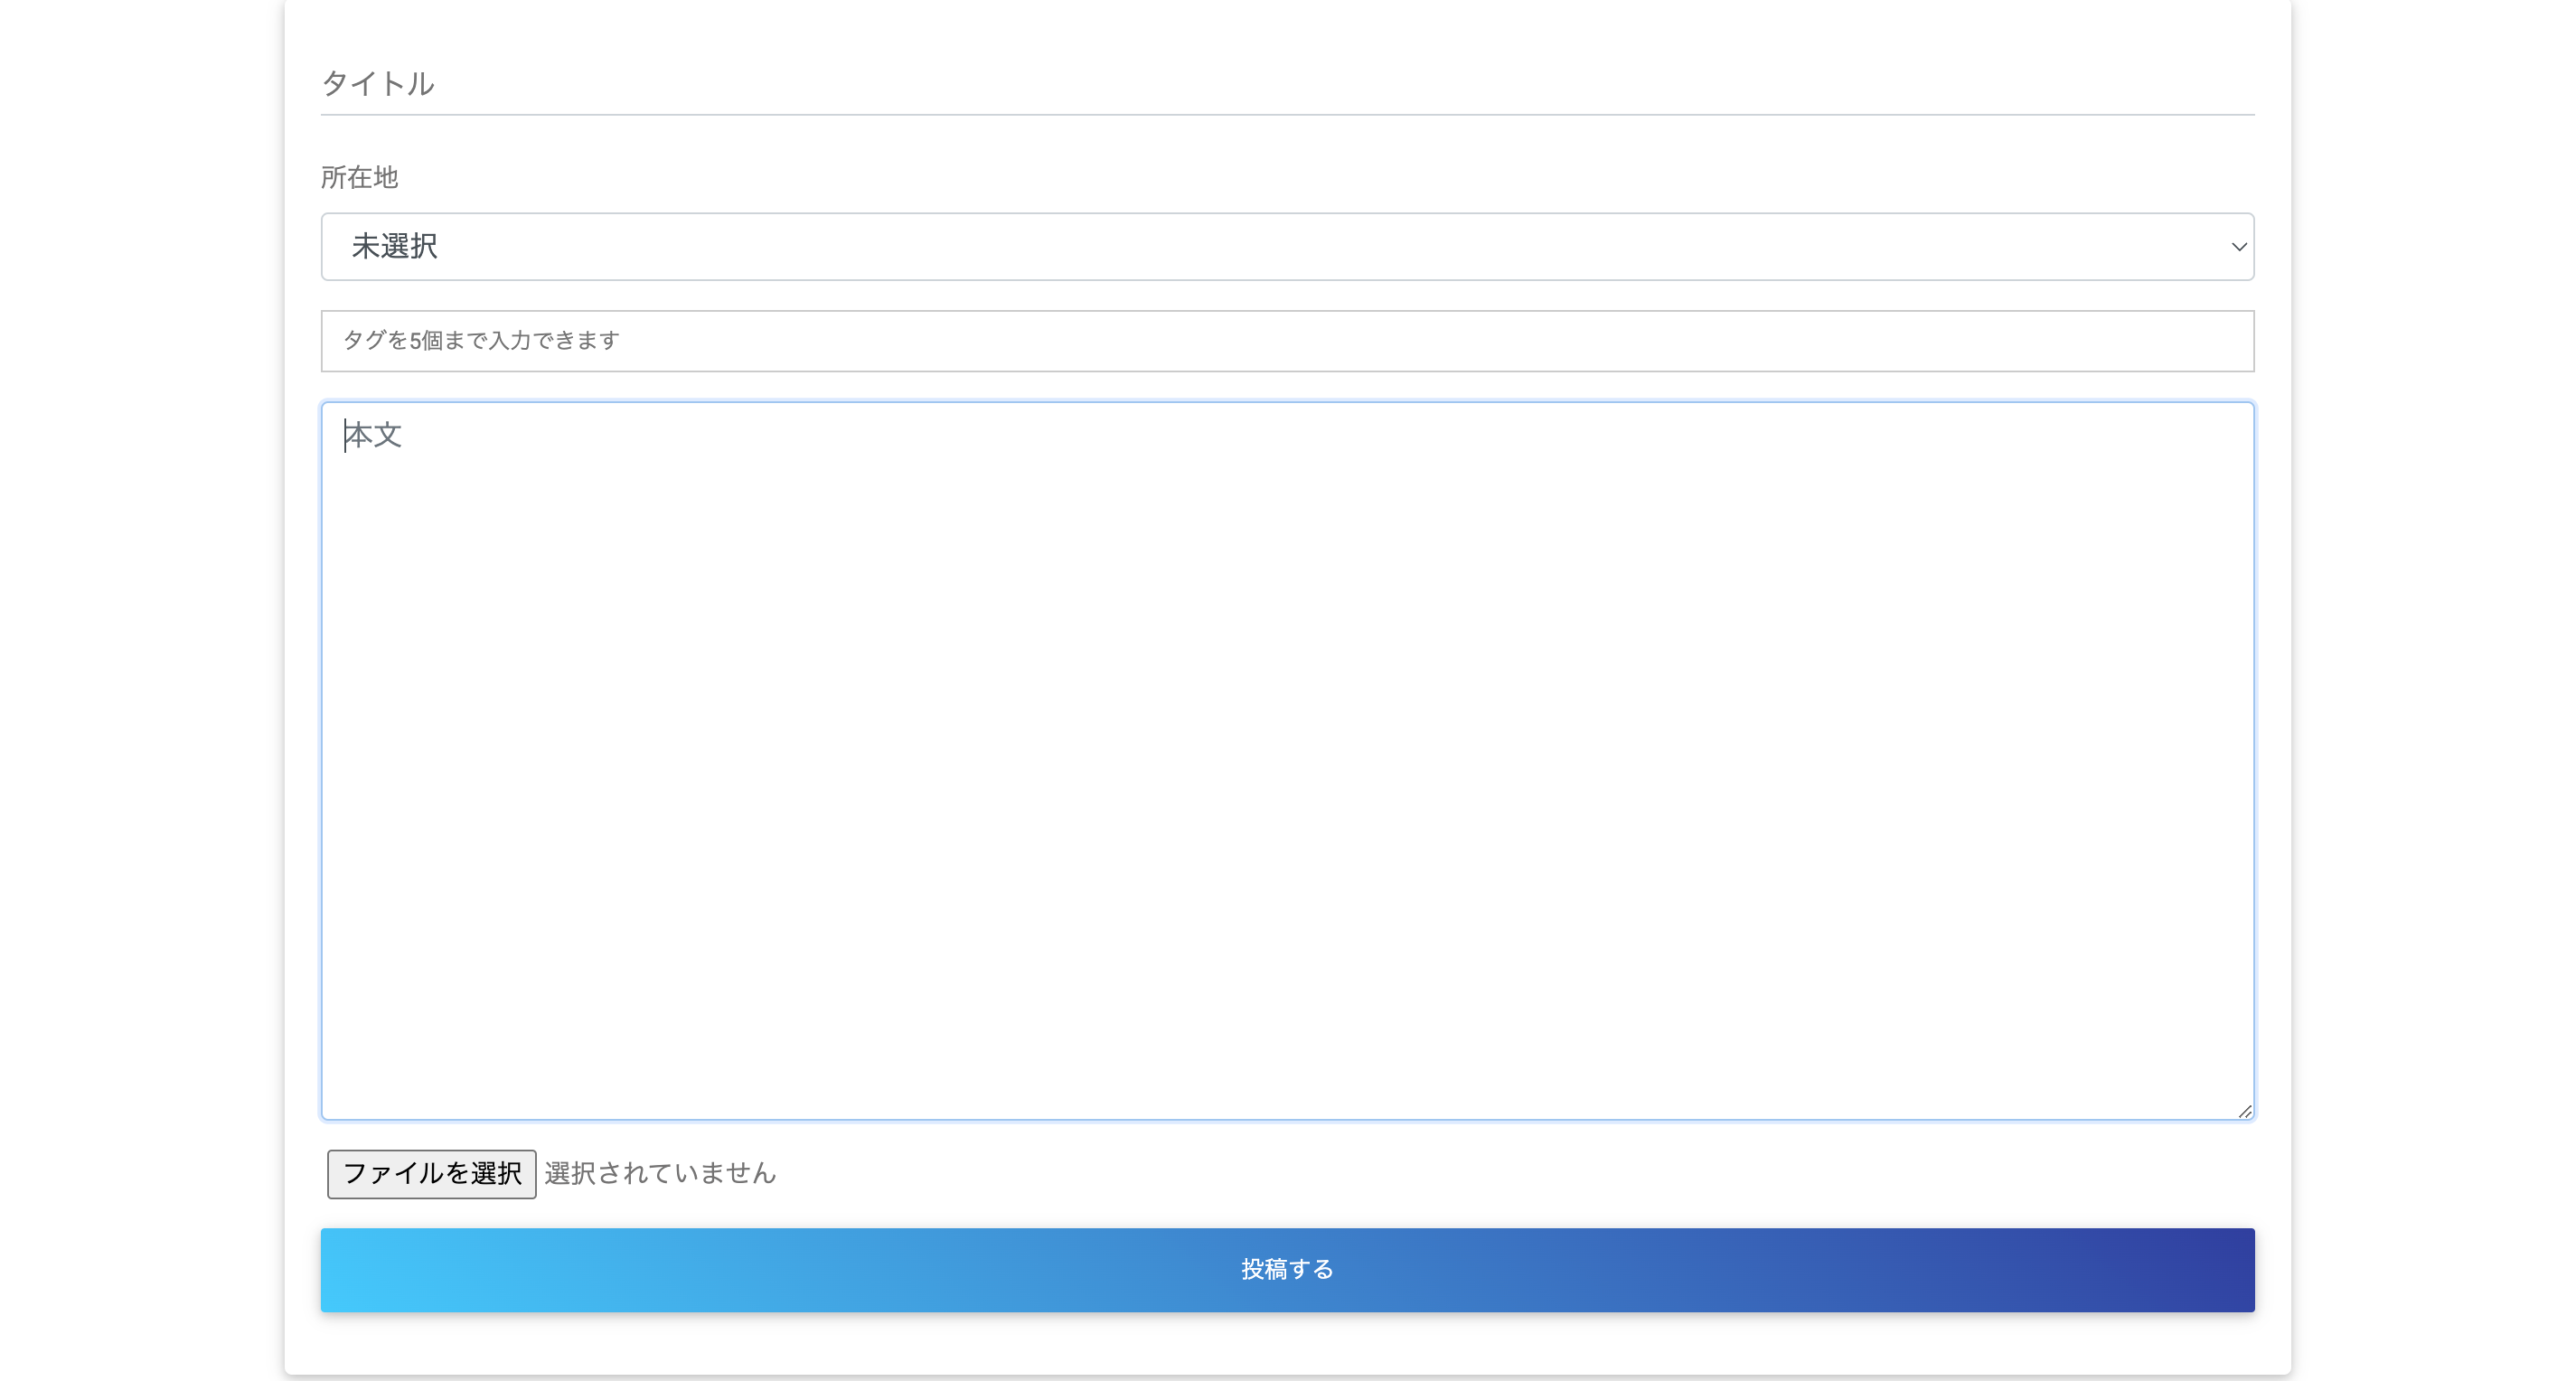 タイトル
所在地
未選択
タグを5個まで入力できます
本文
ファイルを選択 選択されていません
投稿する